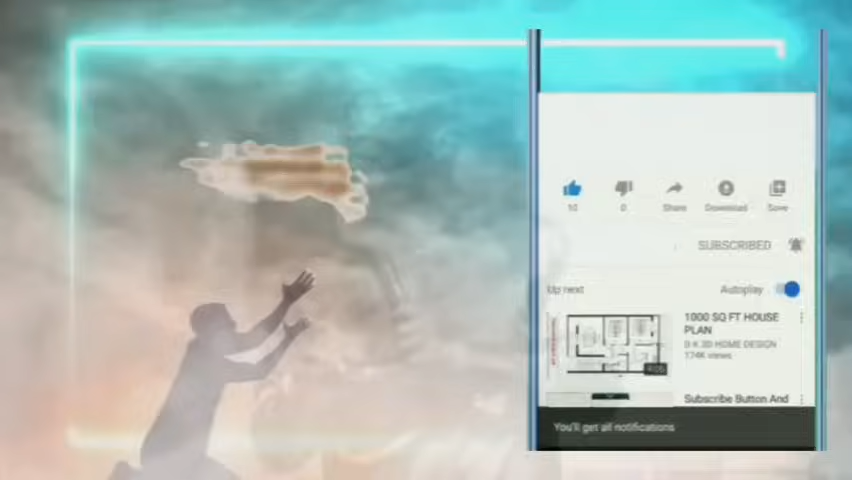 10
0
Share
Download
Save
SUBSCRIBED
Up next
Autoplay
1000 SQ FT HOUSE
PLAN
D K 3D HOME DESIGN
174K views
Subscribe Button And
You'll get all notifications